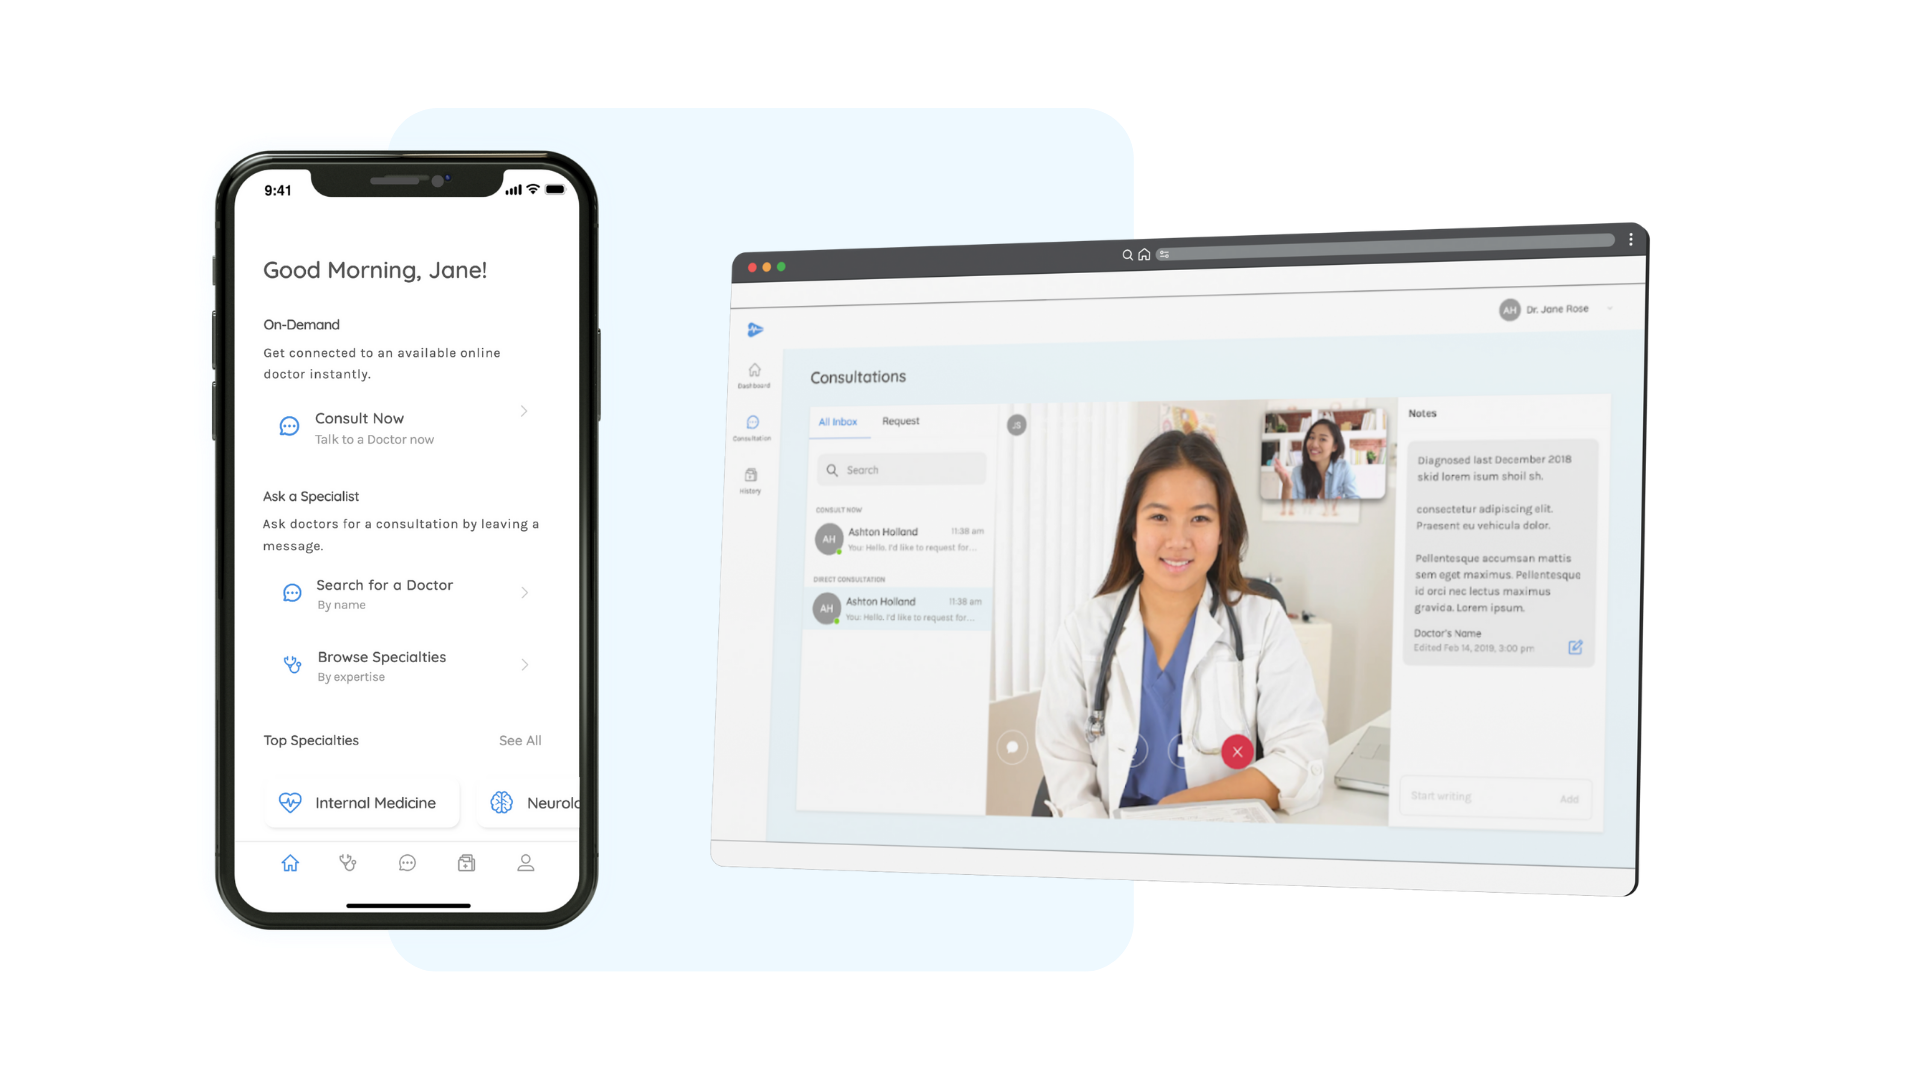 9:41
Good Morning, Jane!
On-Demand
Get connected to an available online
doctor instantly.
Consult Now
Talk to a Doctor now
Ask a Specialist
Ask doctors for a consultation by leaving a
message.
Search for a Doctor
By name
Browse Specialties
By expertise
Top Specialties
See All
Internal Medicine
Neurolo
AH
Dr. Jane Rose
Dashboard
Consultation
History
Consultations
All Inbox
Request
Search
CONSULT NOW
AH
Ashton Holland
11:38 am
You: Hello, I'd like to request for...
DIRECT CONSULTATION
AH
Ashton Holland
11:38 am
You: Hello, I'd like to request for...
JS
Notes
Diagnosed last December 2018
skid lorem isum shoil sh.
consectetur adipiscing elit.
Praesent eu vehicula dolor.
Pellentesque accumsan mattis
sem eget maximus. Pellentesque
id orci nec lectus maximus
gravida. Lorem ipsum.
Doctor's Name
Edited Feb 14, 2019, 3:00 pm
Start writing
Add